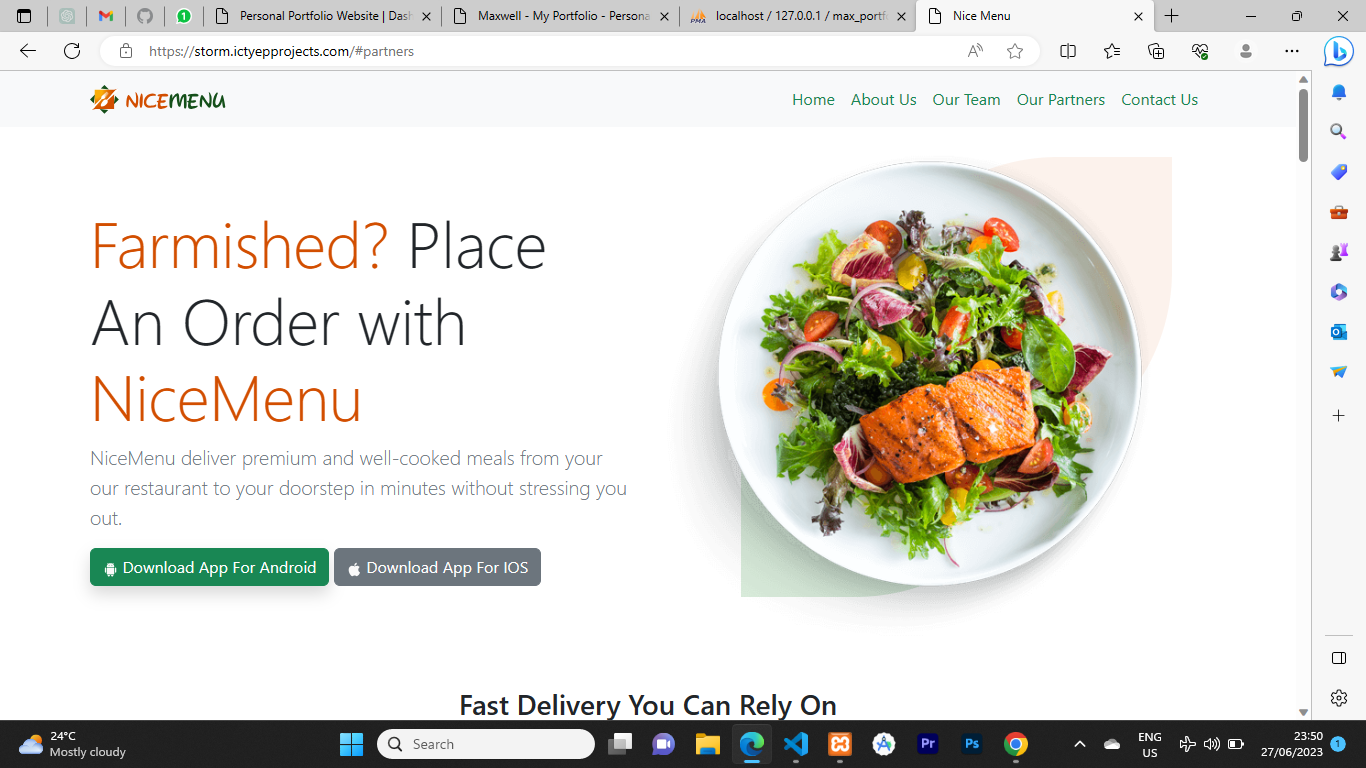 Personal Portfolio Website | Dash
Maxwell - My Portfolio - Persona
PMA
localhost / 127.0.0.1 / max_portf
Nice Menu
https://storm.ictyepprojects.com/#partners
NICEMENU
Home
About Us
Our Team
Our Partners
Contact Us
Farmished? Place
An Order with
NiceMenu
NiceMenu deliver premium and well-cooked meals from your
our restaurant to your doorstep in minutes without stressing you
out.
Download App For Android
Download App For IOS
Fast Delivery You Can Rely On
24°C
Mostly cloudy
Search
Pr
Ps
ENG
US
23:50
27/06/2023
1